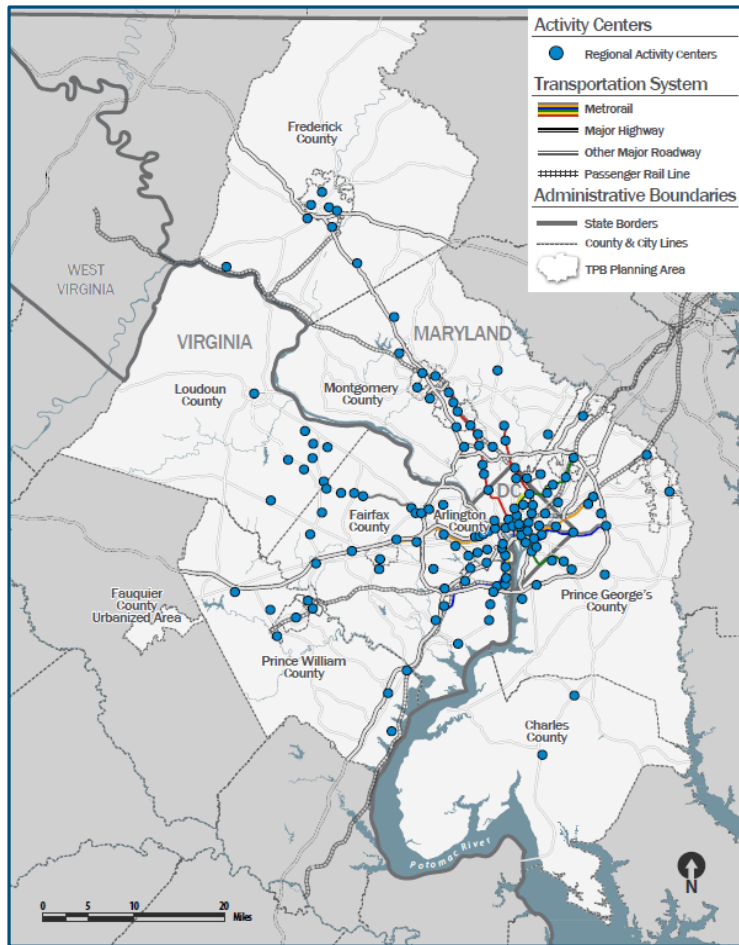 Activity Centers
Regional Activity Centers
Transportation System
Metrorail
Major Highway
Other Major Roadway
Passenger Rail Line
Administrative Boundaries
State Borders
County & City Lines
TPB Planning Area
Frederick
County
WEST
VIRGINIA
VIRGINIA
MARYLAND
Loudoun
County
Montgomery
County
DC
Fairfax
County
Arlington
County
Fauquier
County
Urbanized Area
Prince George's
County
Prince William
County
Charles
County
Potomac River
N
0 5 10 20
Miles